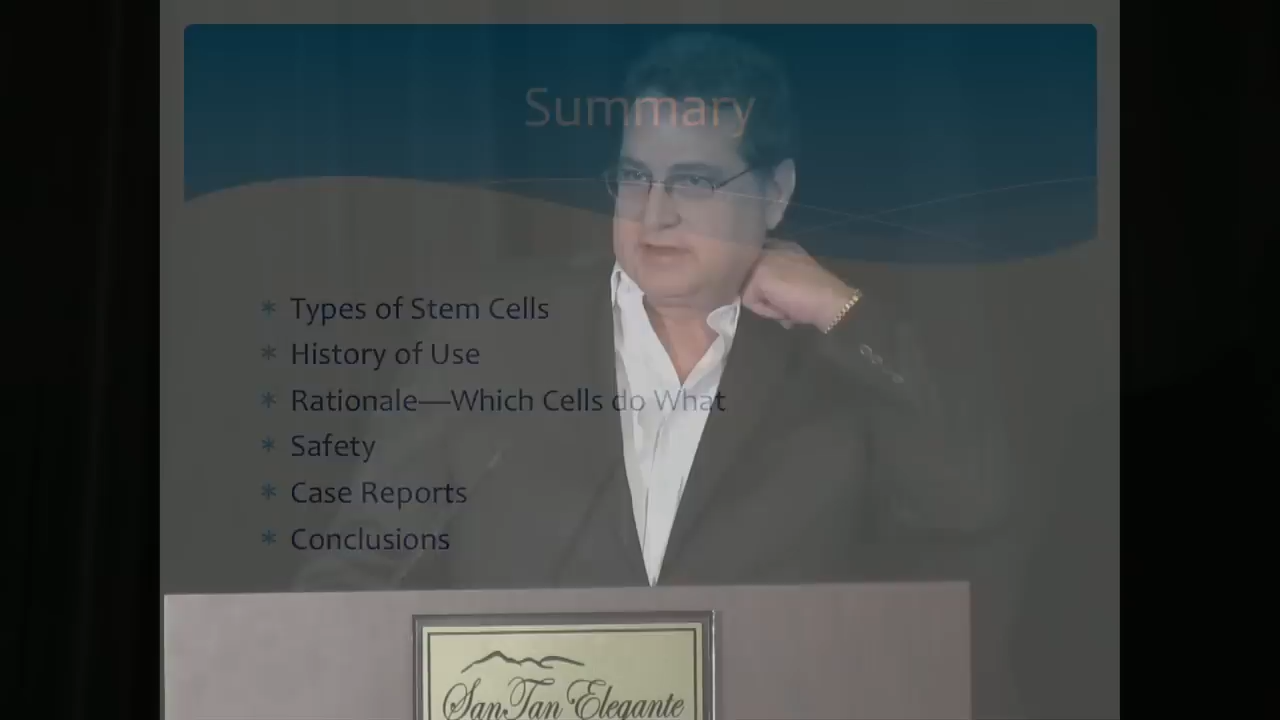 Summary
* Types of Stem Cells
* History of Use
* Rationale—Which Cells do What
* Safety
* Case Reports
* Conclusions
SanTan Elegante